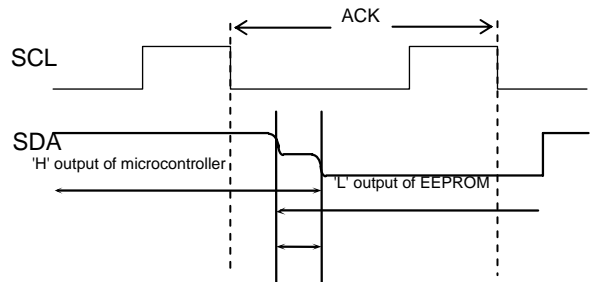 ACK
SCL
SDA
'H' output of microcontroller
'L' output of EEPROM